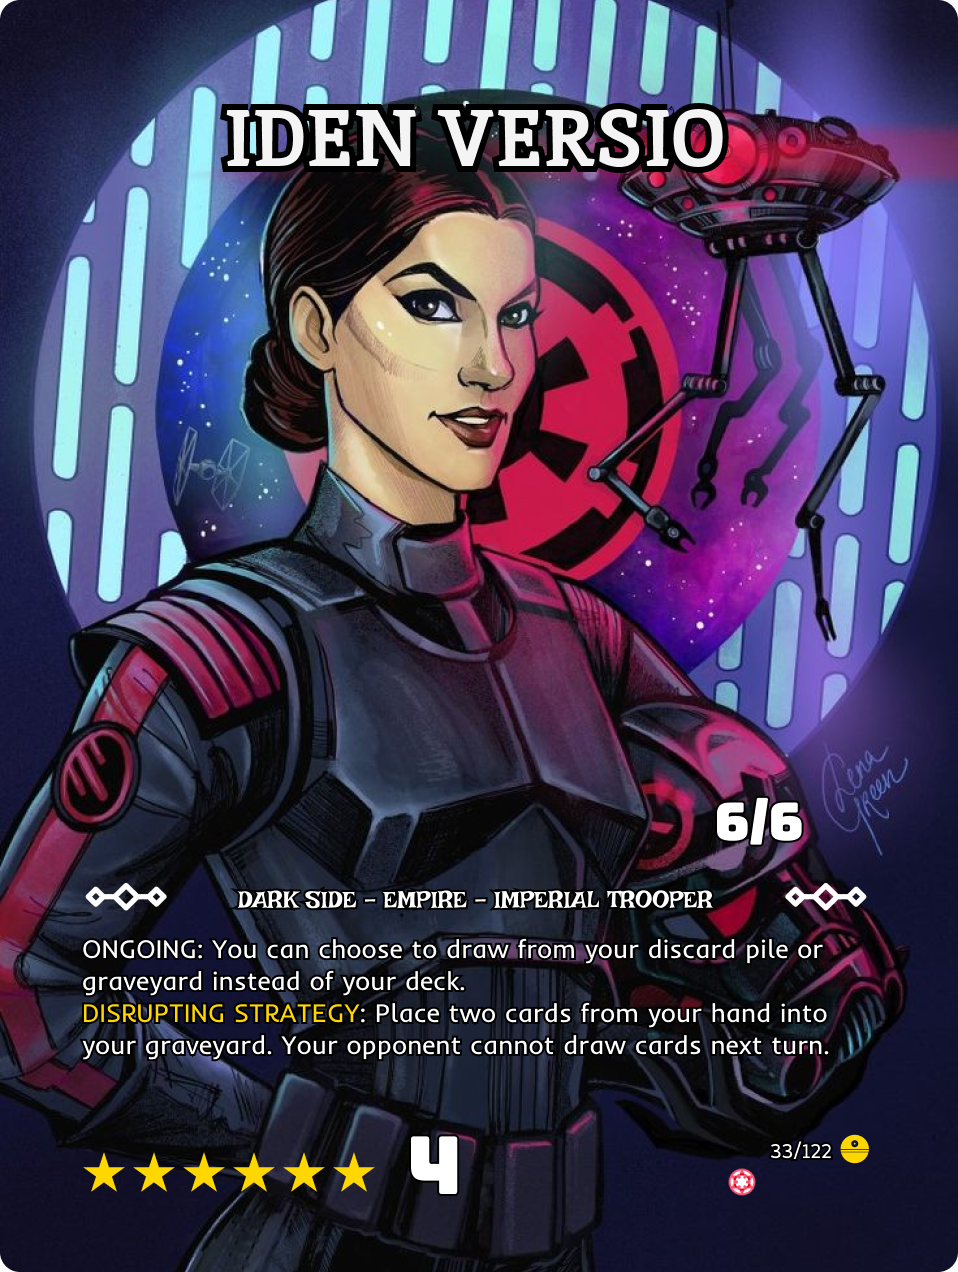 IDEN VERSIO
Lena
Green
6/6
DARK SIDE - EMPIRE - IMPERIAL TROOPER
ONGOING: You can choose to draw from your discard pile or
graveyard instead of your deck.
DISRUPTING STRATEGY: Place two cards from your hand into
your graveyard. Your opponent cannot draw cards next turn.
4
33/122